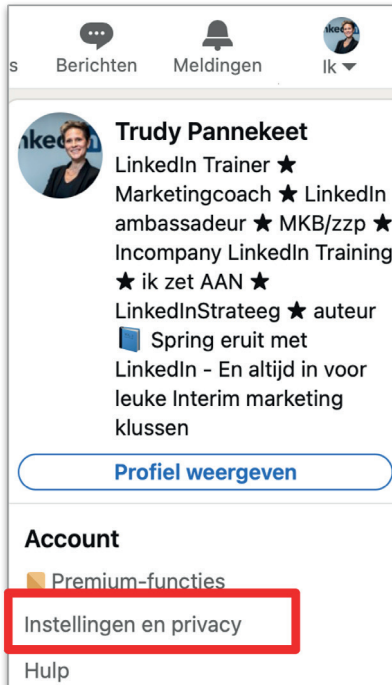 s Berichten Meldingen Ik
Trudy Pannekeet
LinkedIn Trainer ★
Marketingcoach ★ LinkedIn
ambassadeur ★ MKB/zzp ★
Incompany LinkedIn Training
★ ik zet AAN ★
LinkedInStrateeg ★ auteur
📘 Spring eruit met
LinkedIn - En altijd in voor
leuke Interim marketing
klussen
Profiel weergeven
Account
Premium-functies
Instellingen en privacy
Hulp